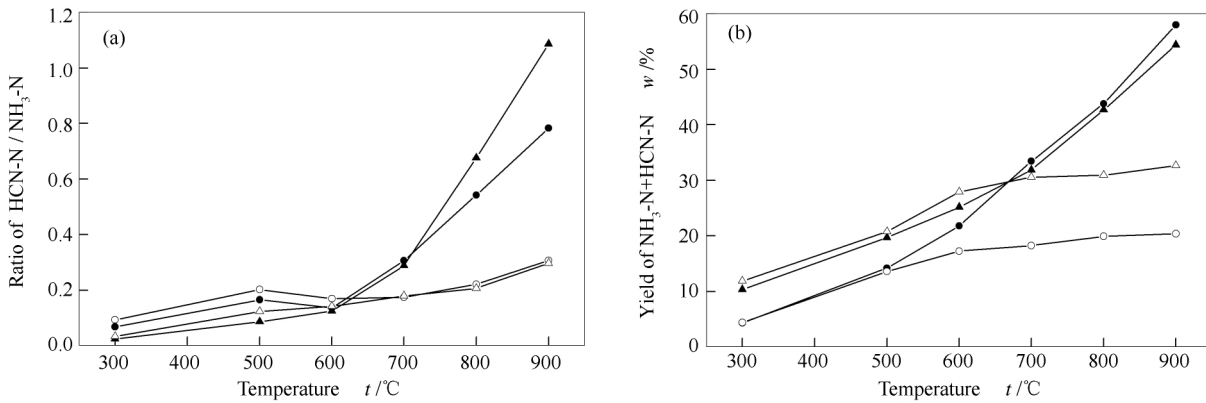 (a)
Ratio of HCN-N / NH₃-N
1.2
1.0
0.8
0.6
0.4
0.2
0.0
300 400 500 600 700 800 900
Temperature t /℃
(b)
Yield of NH₃-N+HCN-N w /%
60
50
40
30
20
10
0
300 400 500 600 700 800 900
Temperature t /℃